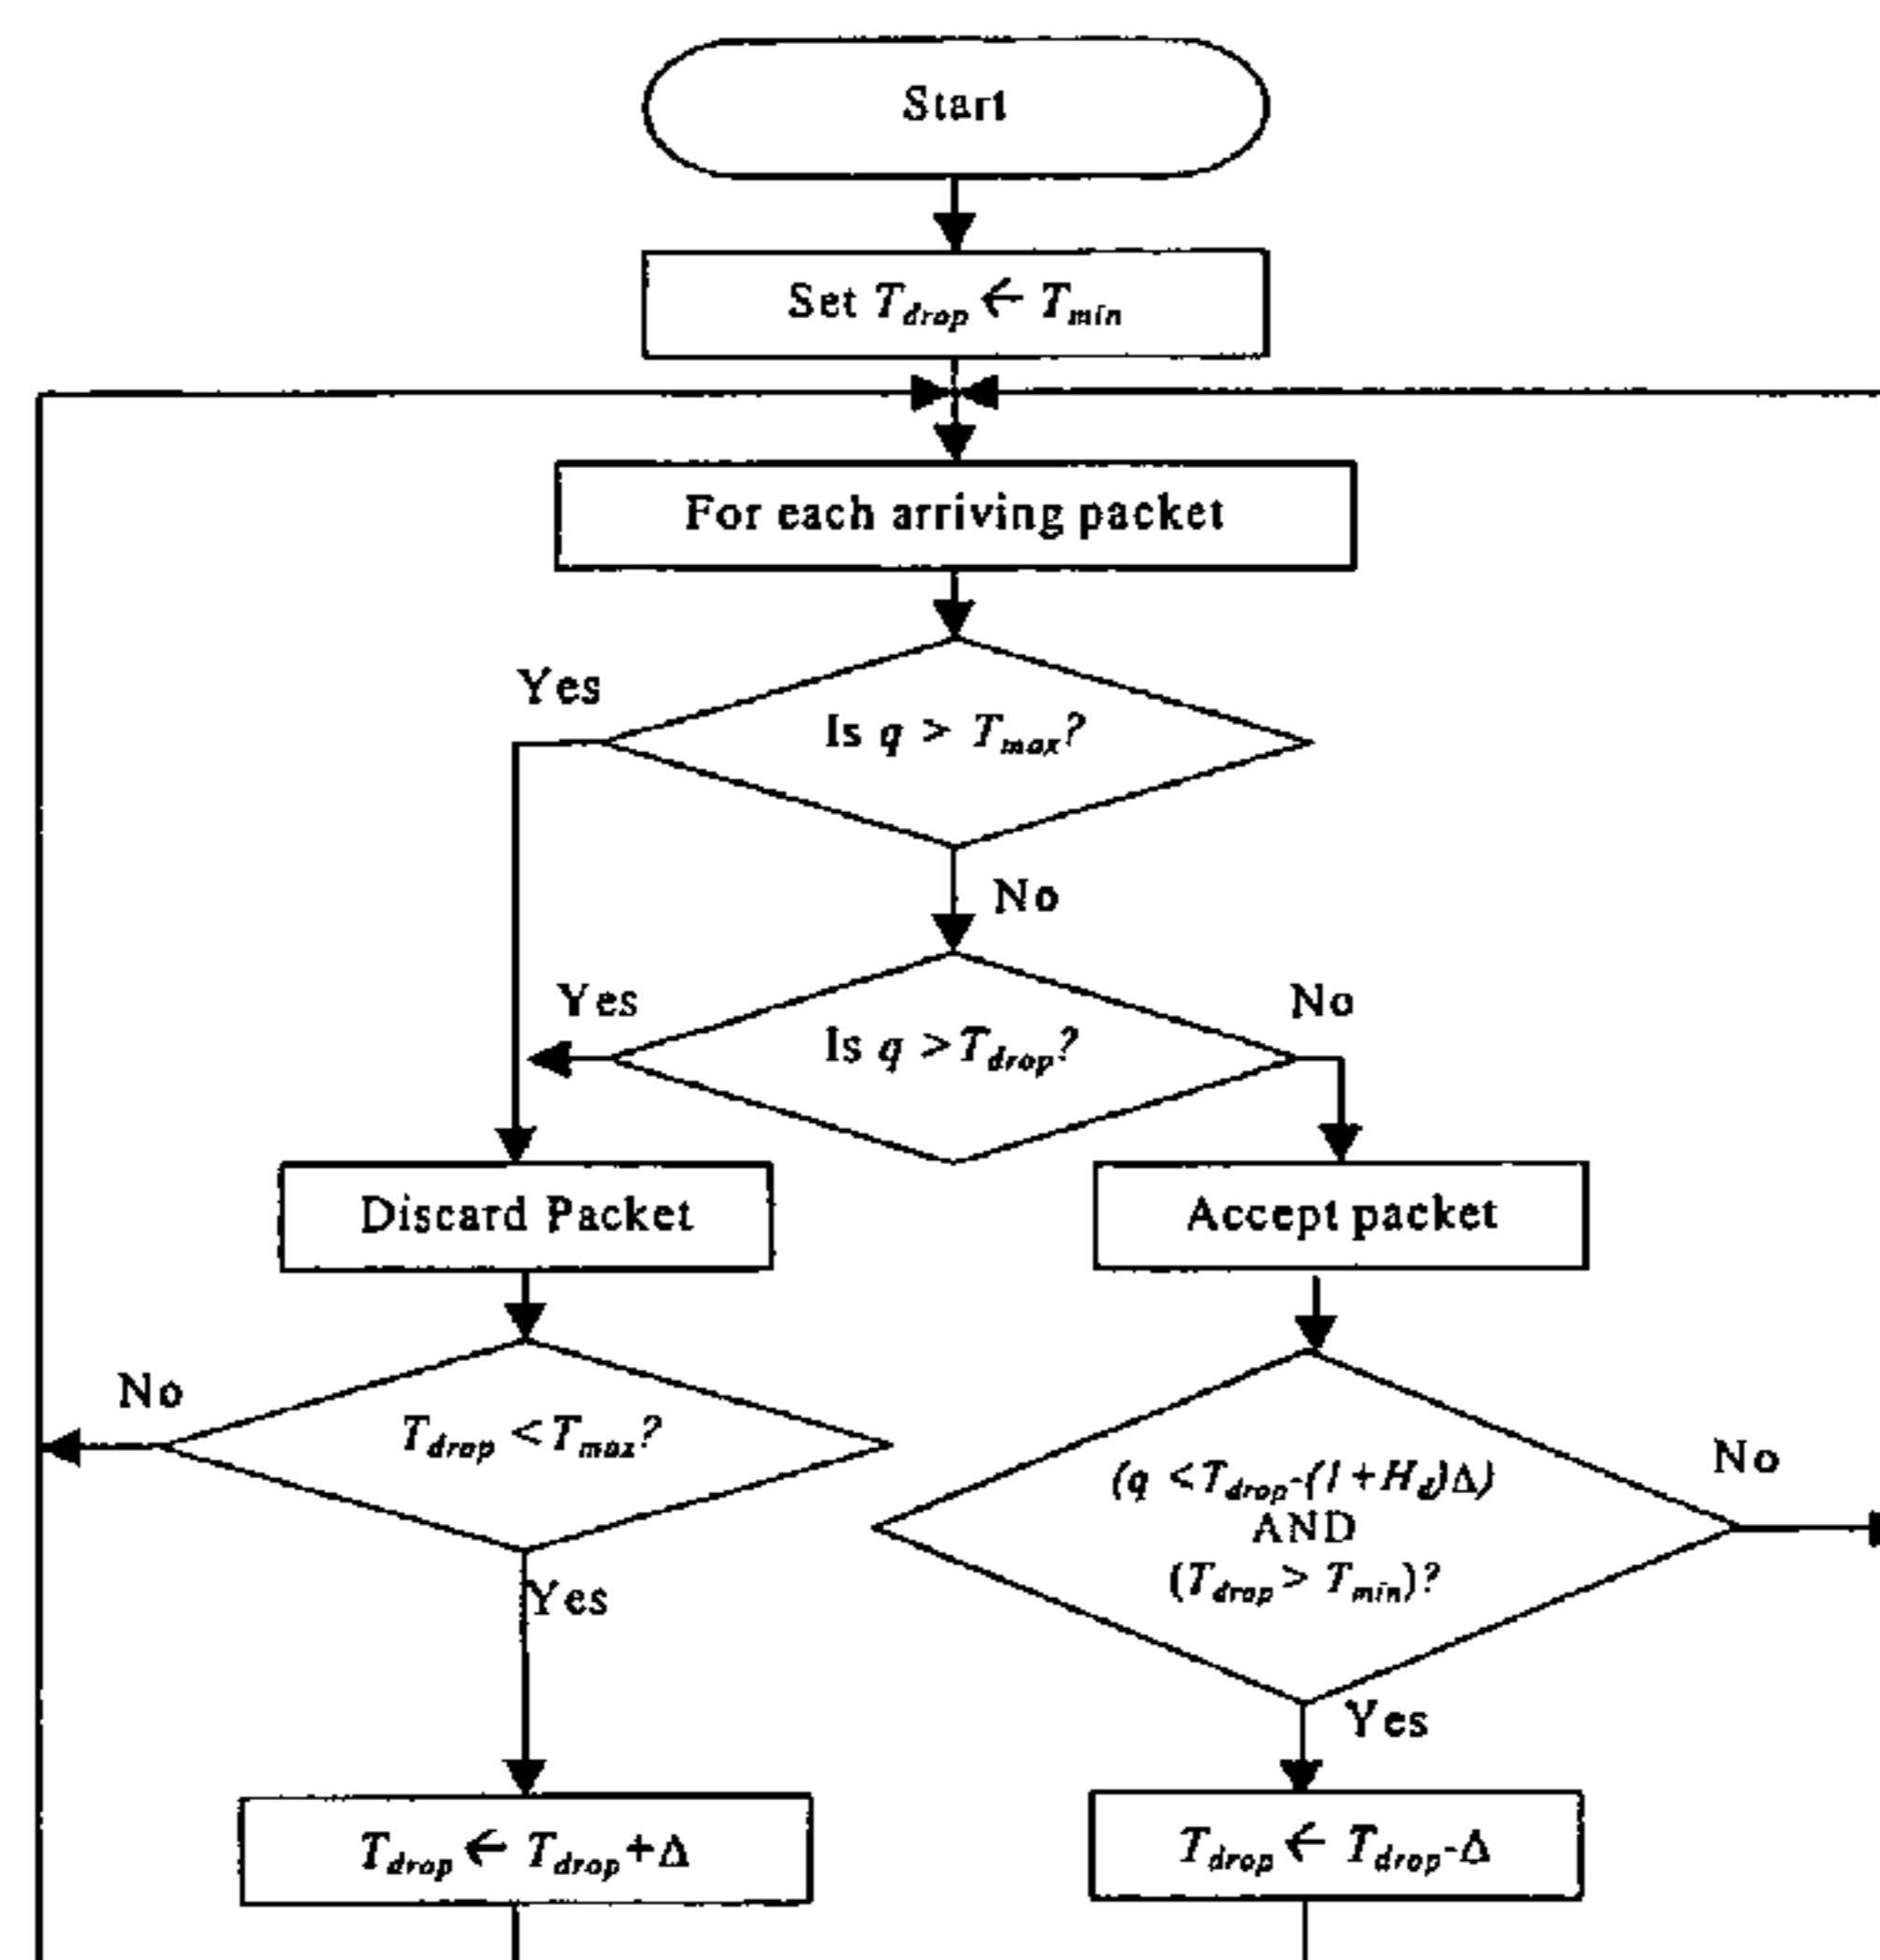 Start
Set T_drop ← T_min
For each arriving packet
Yes
Is q > T_max?
No
Yes
Is q > T_drop?
No
Discard Packet
Accept packet
No
T_drop < T_max?
(q < T_drop-(1+H_d)Δ)
AND
(T_drop > T_min)?
No
Yes
Yes
T_drop ← T_drop+Δ
T_drop ← T_drop-Δ